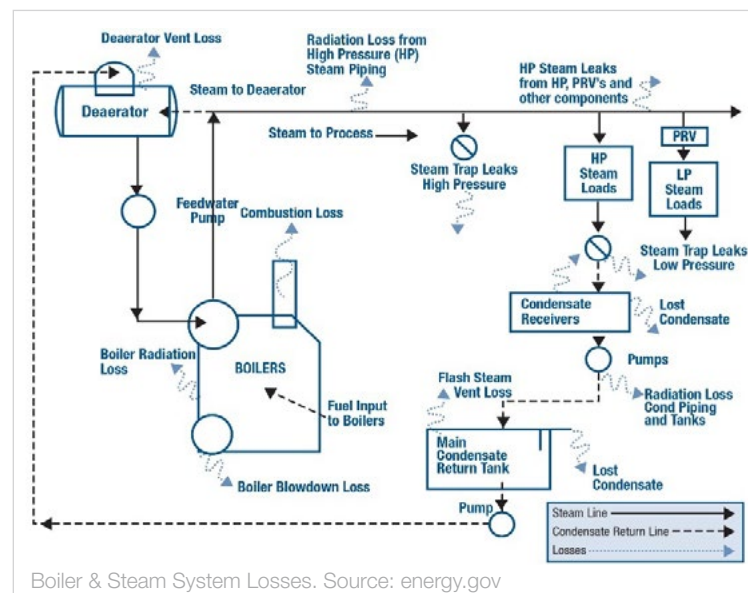 Deaerator Vent Loss
Radiation Loss from
High Pressure (HP)
Steam Piping
HP Steam Leaks
from HP, PRV's and
other components
Steam to Deaerator
Deaerator
Steam to Process
PRV
Steam Trap Leaks
High Pressure
HP
Steam
Loads
LP
Steam
Loads
Feedwater
Pump
Combustion Loss
Steam Trap Leaks
Low Pressure
Condensate
Receivers
Lost
Condensate
Boiler Radiation
Loss
BOILERS
Pumps
Flash Steam
Vent Loss
Fuel Input
to Boilers
Radiation Loss
Cond Piping
and Tanks
Main
Condensate
Return Tank
Lost
Condensate
Boiler Blowdown Loss
Pump
Steam Line
Condensate Return Line
Losses
Boiler & Steam System Losses. Source: energy.gov